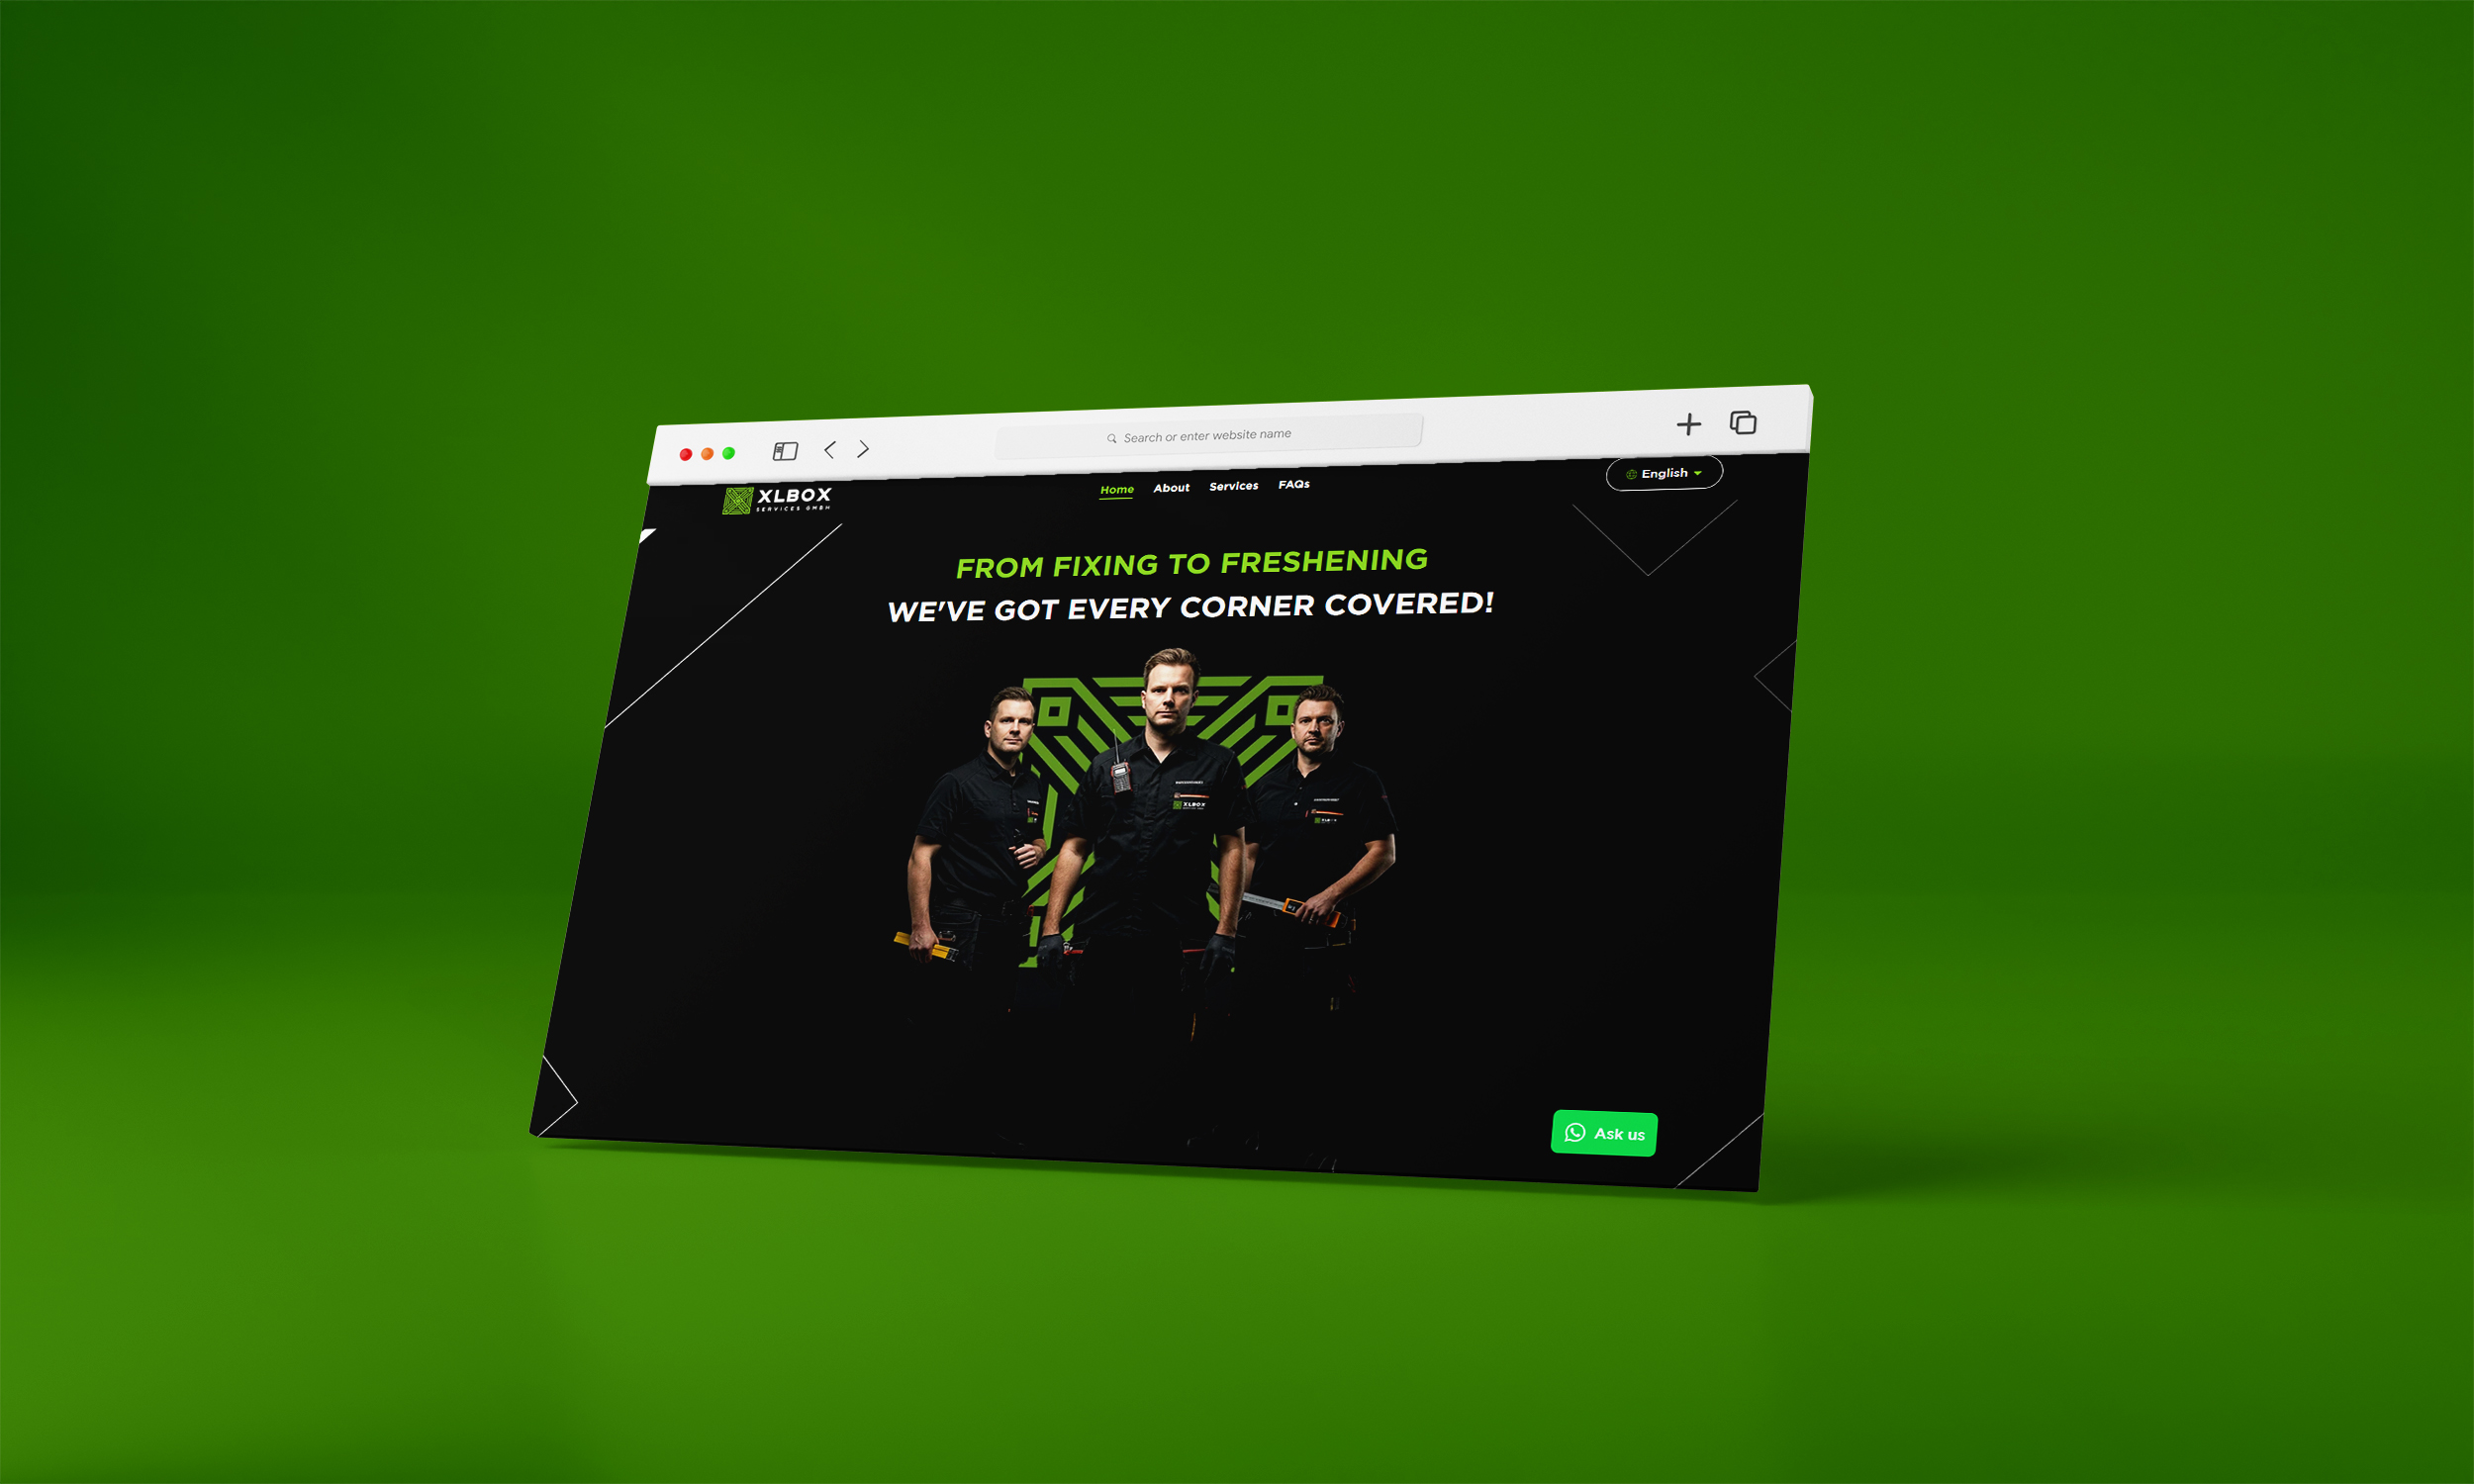 Search or enter website name
XLBOX
SERVICES GMBH
Home About Services FAQs
English
FROM FIXING TO FRESHENING
WE'VE GOT EVERY CORNER COVERED!
XLBOX
Ask us